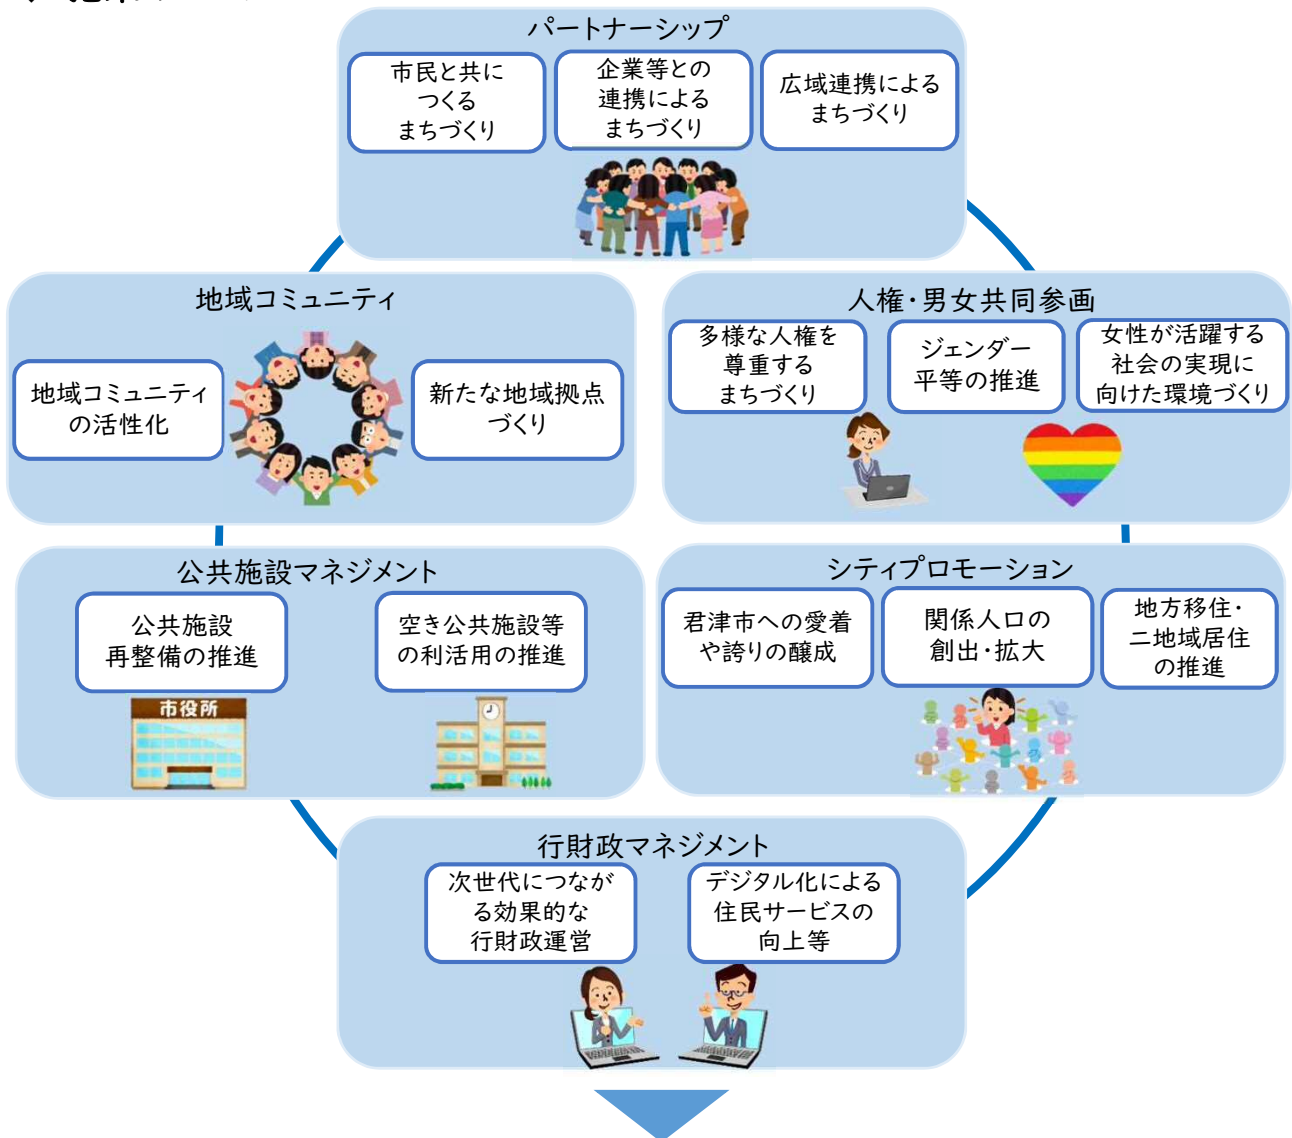 パートナーシップ
市民と共に
つくる
まちづくり
企業等との
連携による
まちづくり
広域連携による
まちづくり
地域コミュニティ
地域コミュニティ
の活性化
新たな地域拠点
づくり
人権・男女共同参画
多様な人権を
尊重する
まちづくり
ジェンダー
平等の推進
女性が活躍する
社会の実現に
向けた環境づくり
公共施設マネジメント
公共施設
再整備の推進
空き公共施設等
の利活用の推進
市役所
シティプロモーション
君津市への愛着
や誇りの醸成
関係人口の
創出・拡大
地方移住・
二地域居住
の推進
行財政マネジメント
次世代につなが
る効果的な
行財政運営
デジタル化による
住民サービスの
向上等